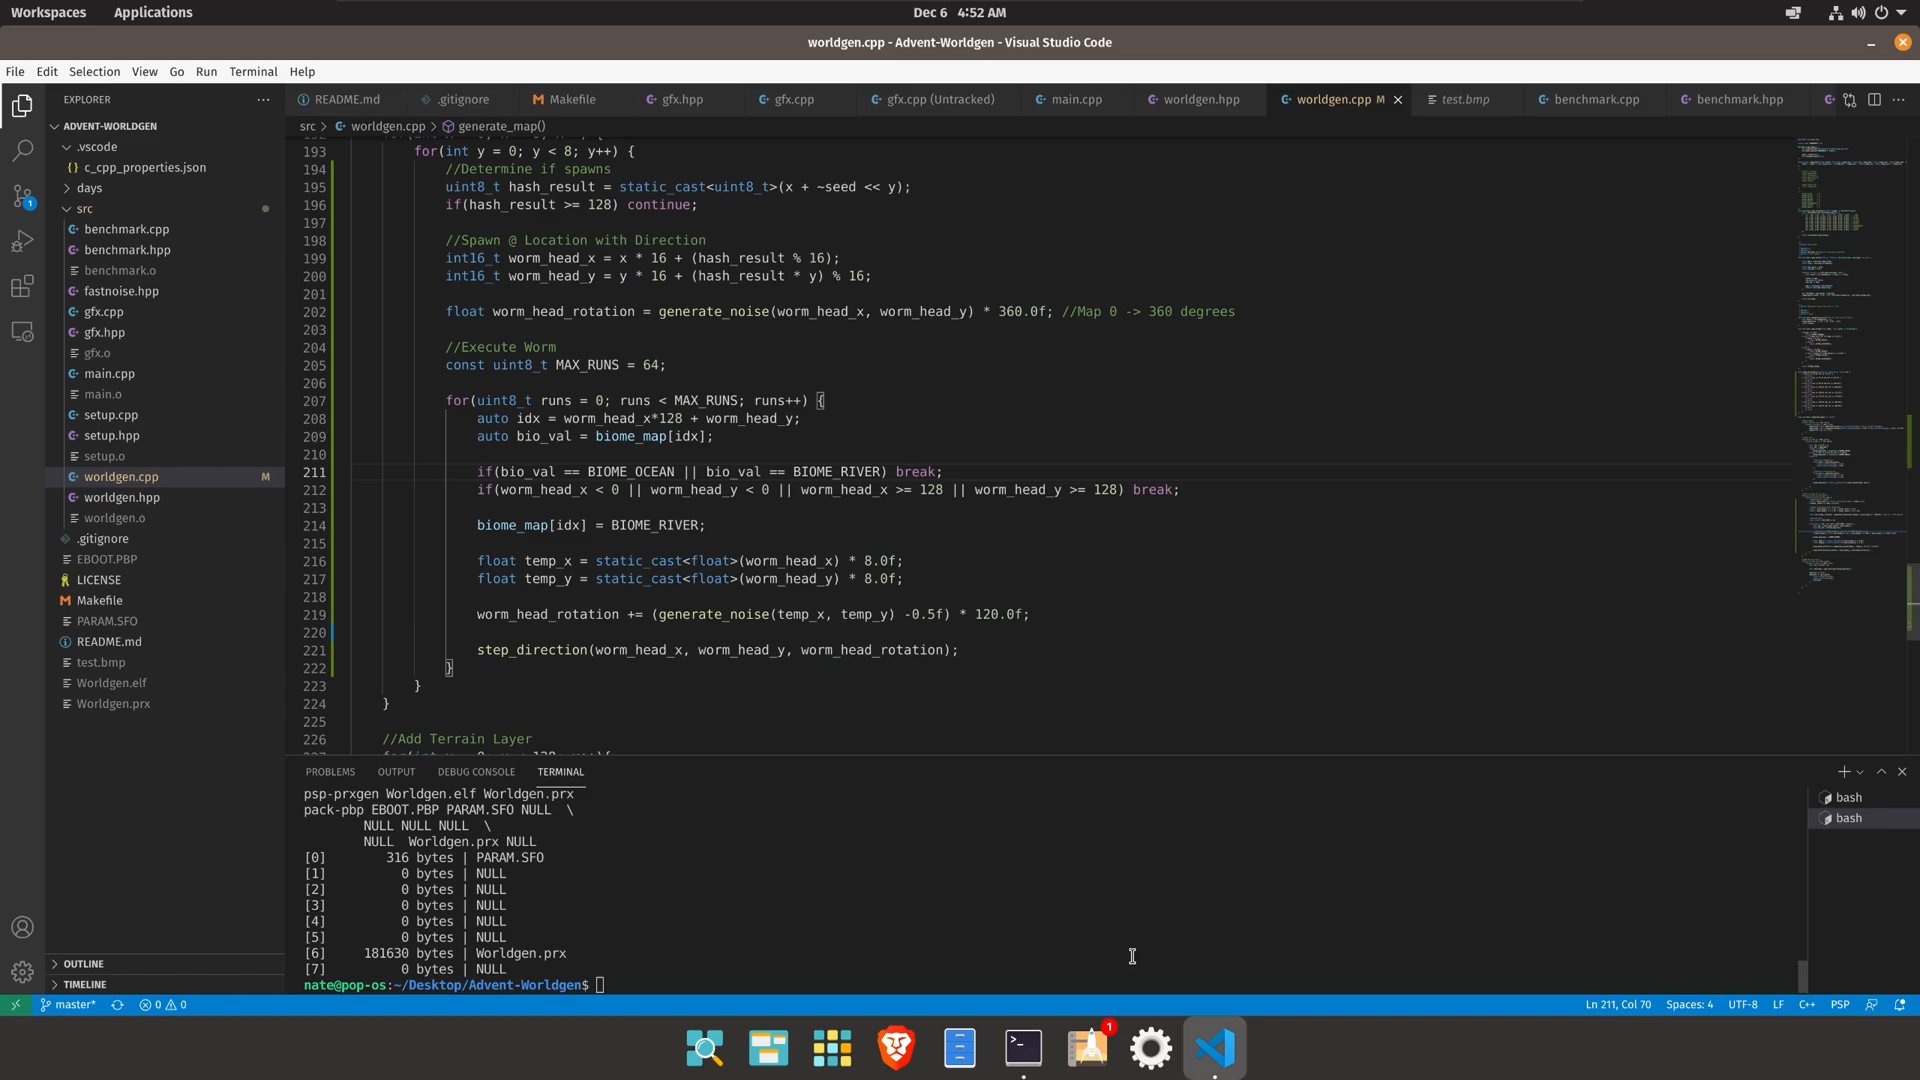 Workspaces Applications Dec 6 4:52 AM
worldgen.cpp - Advent-Worldgen - Visual Studio Code
File Edit Selection View Go Run Terminal Help
EXPLORER
ADVENT-WORLDGEN
.vscode
{} c_cpp_properties.json
days
src
benchmark.cpp
benchmark.hpp
benchmark.o
fastnoise.hpp
gfx.cpp
gfx.hpp
gfx.o
main.cpp
main.o
setup.cpp
setup.hpp
setup.o
worldgen.cpp M
worldgen.hpp
worldgen.o
.gitignore
EBOOT.PBP
LICENSE
Makefile
PARAM.SFO
README.md
test.bmp
Worldgen.elf
Worldgen.prx
OUTLINE
TIMELINE
README.md .gitignore Makefile gfx.hpp gfx.cpp gfx.cpp (Untracked) main.cpp worldgen.hpp worldgen.cpp M test.bmp benchmark.cpp benchmark.hpp
src > worldgen.cpp > generate_map()
193 for(int y = 0; y < 8; y++) {
194 //Determine if spawns
195 uint8_t hash_result = static_cast<uint8_t>(x + ~seed << y);
196 if(hash_result >= 128) continue;
197
198 //Spawn @ Location with Direction
199 int16_t worm_head_x = x * 16 + (hash_result % 16);
200 int16_t worm_head_y = y * 16 + (hash_result * y) % 16;
201
202 float worm_head_rotation = generate_noise(worm_head_x, worm_head_y) * 360.0f; //Map 0 -> 360 degrees
203
204 //Execute Worm
205 const uint8_t MAX_RUNS = 64;
206
207 for(uint8_t runs = 0; runs < MAX_RUNS; runs++) {
208 auto idx = worm_head_x*128 + worm_head_y;
209 auto bio_val = biome_map[idx];
210
211 if(bio_val == BIOME_OCEAN || bio_val == BIOME_RIVER) break;
212 if(worm_head_x < 0 || worm_head_y < 0 || worm_head_x >= 128 || worm_head_y >= 128) break;
213
214 biome_map[idx] = BIOME_RIVER;
215
216 float temp_x = static_cast<float>(worm_head_x) * 8.0f;
217 float temp_y = static_cast<float>(worm_head_y) * 8.0f;
218
219 worm_head_rotation += (generate_noise(temp_x, temp_y) -0.5f) * 120.0f;
220
221 step_direction(worm_head_x, worm_head_y, worm_head_rotation);
222 }
223 }
224 }
225
226 //Add Terrain Layer
PROBLEMS OUTPUT DEBUG CONSOLE TERMINAL
psp-prxgen Worldgen.elf Worldgen.prx
pack-pbp EBOOT.PBP PARAM.SFO NULL \
NULL NULL NULL \
NULL Worldgen.prx NULL
[0] 316 bytes | PARAM.SFO
[1] 0 bytes | NULL
[2] 0 bytes | NULL
[3] 0 bytes | NULL
[4] 0 bytes | NULL
[5] 0 bytes | NULL
[6] 181630 bytes | Worldgen.prx
[7] 0 bytes | NULL
nate@pop-os:~/Desktop/Advent-Worldgen$
bash
bash
master* 0 0 Ln 211, Col 70 Spaces: 4 UTF-8 LF C++ PSP
1
1